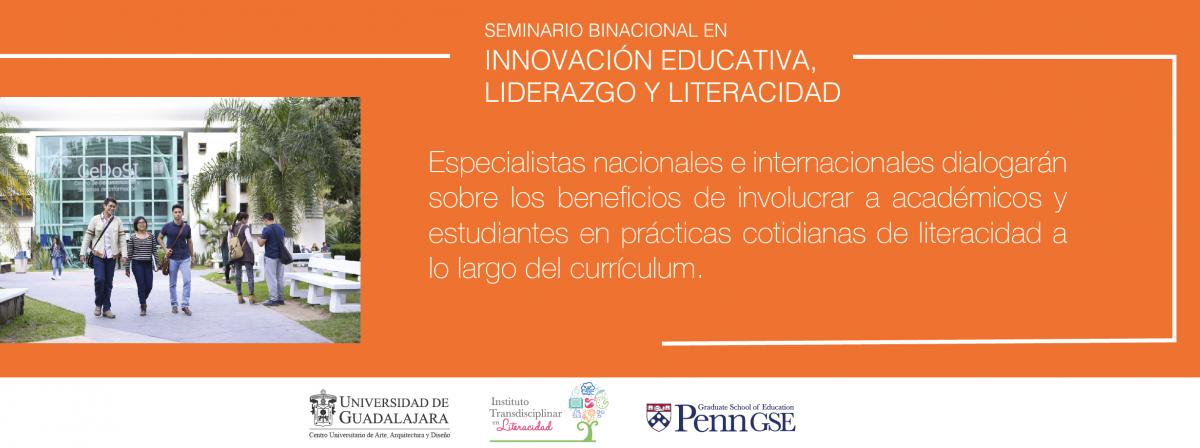 SEMINARIO BINACIONAL EN
INNOVACIÓN EDUCATIVA,
LIDERAZGO Y LITERACIDAD
Especialistas nacionales e internacionales dialogarán
sobre los beneficios de involucrar a académicos y
estudiantes en prácticas cotidianas de literacidad a
lo largo del currículum.
CeDoSI
UNIVERSIDAD DE
GUADALAJARA
Centro Universitario de Arte, Arquitectura y Diseño
Instituto
Transdisciplinar
en Literacidad
Graduate School of Education
PennGSE